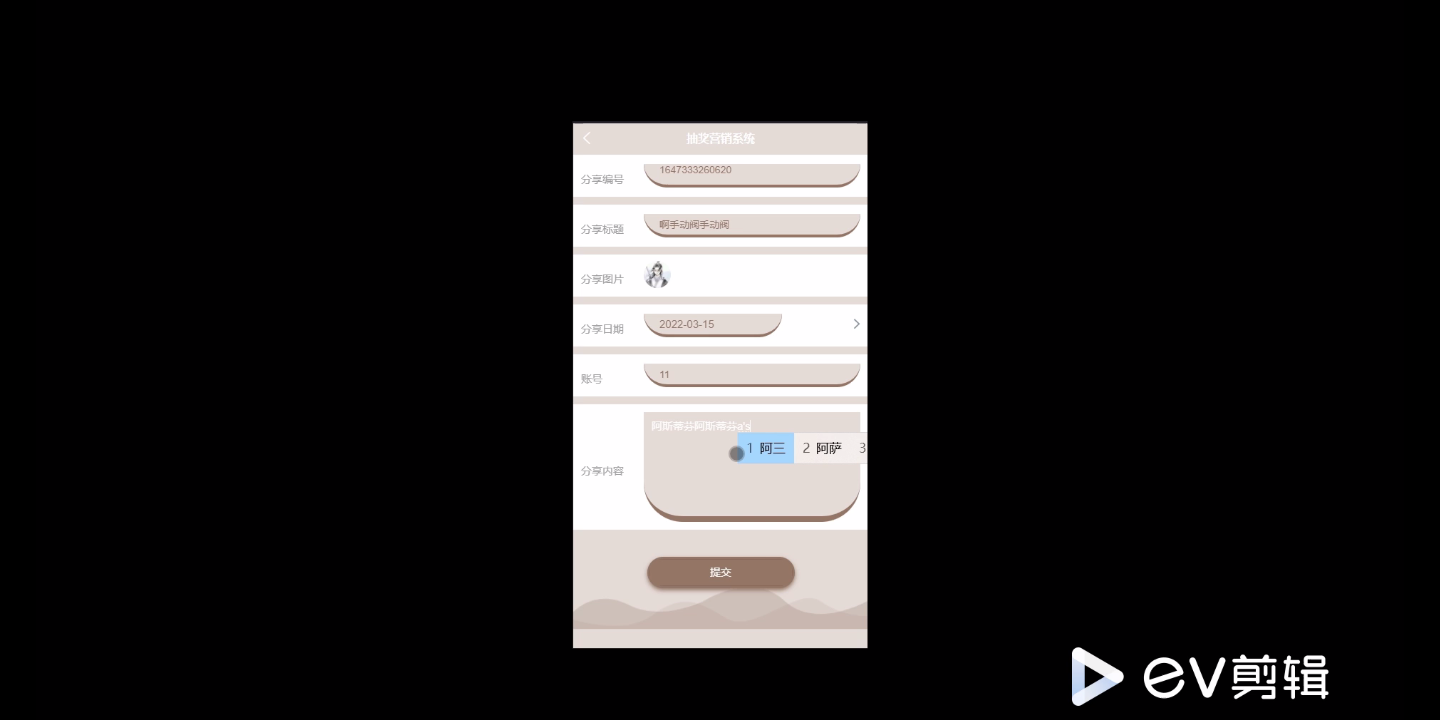 抽奖营销系统
分享编号 1647333260620
分享标题 啊手动阀手动阀
分享图片
分享日期 2022-03-15
账号 11
阿斯蒂芬阿斯蒂芬a's
1 阿三 2 阿萨 3
分享内容
提交
ev剪辑